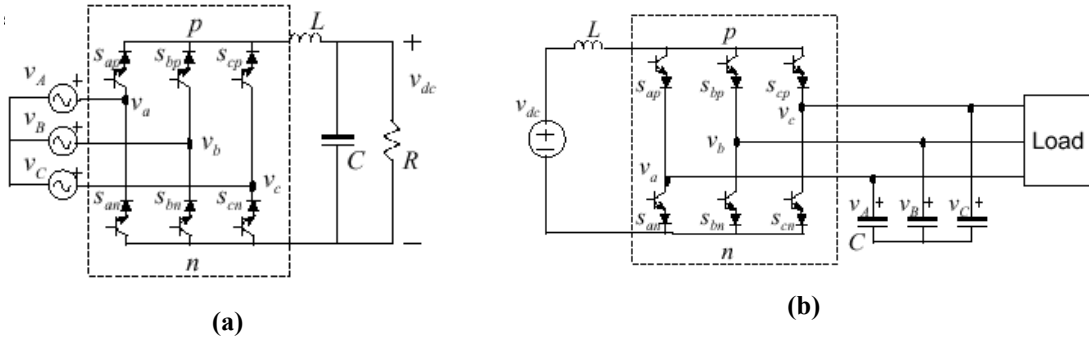 p
L
+
s_ap
s_bp
s_cp
v_A
+
v_a
v_dc
v_B
+
v_b
C
R
v_C
+
v_c
s_an
s_bn
s_cn
−
n
(a)
L
p
s_ap
s_bp
s_cp
v_c
v_dc
+
−
v_b
Load
v_a
s_an
s_bn
s_cn
v_A +
v_B +
v_C +
C
n
(b)